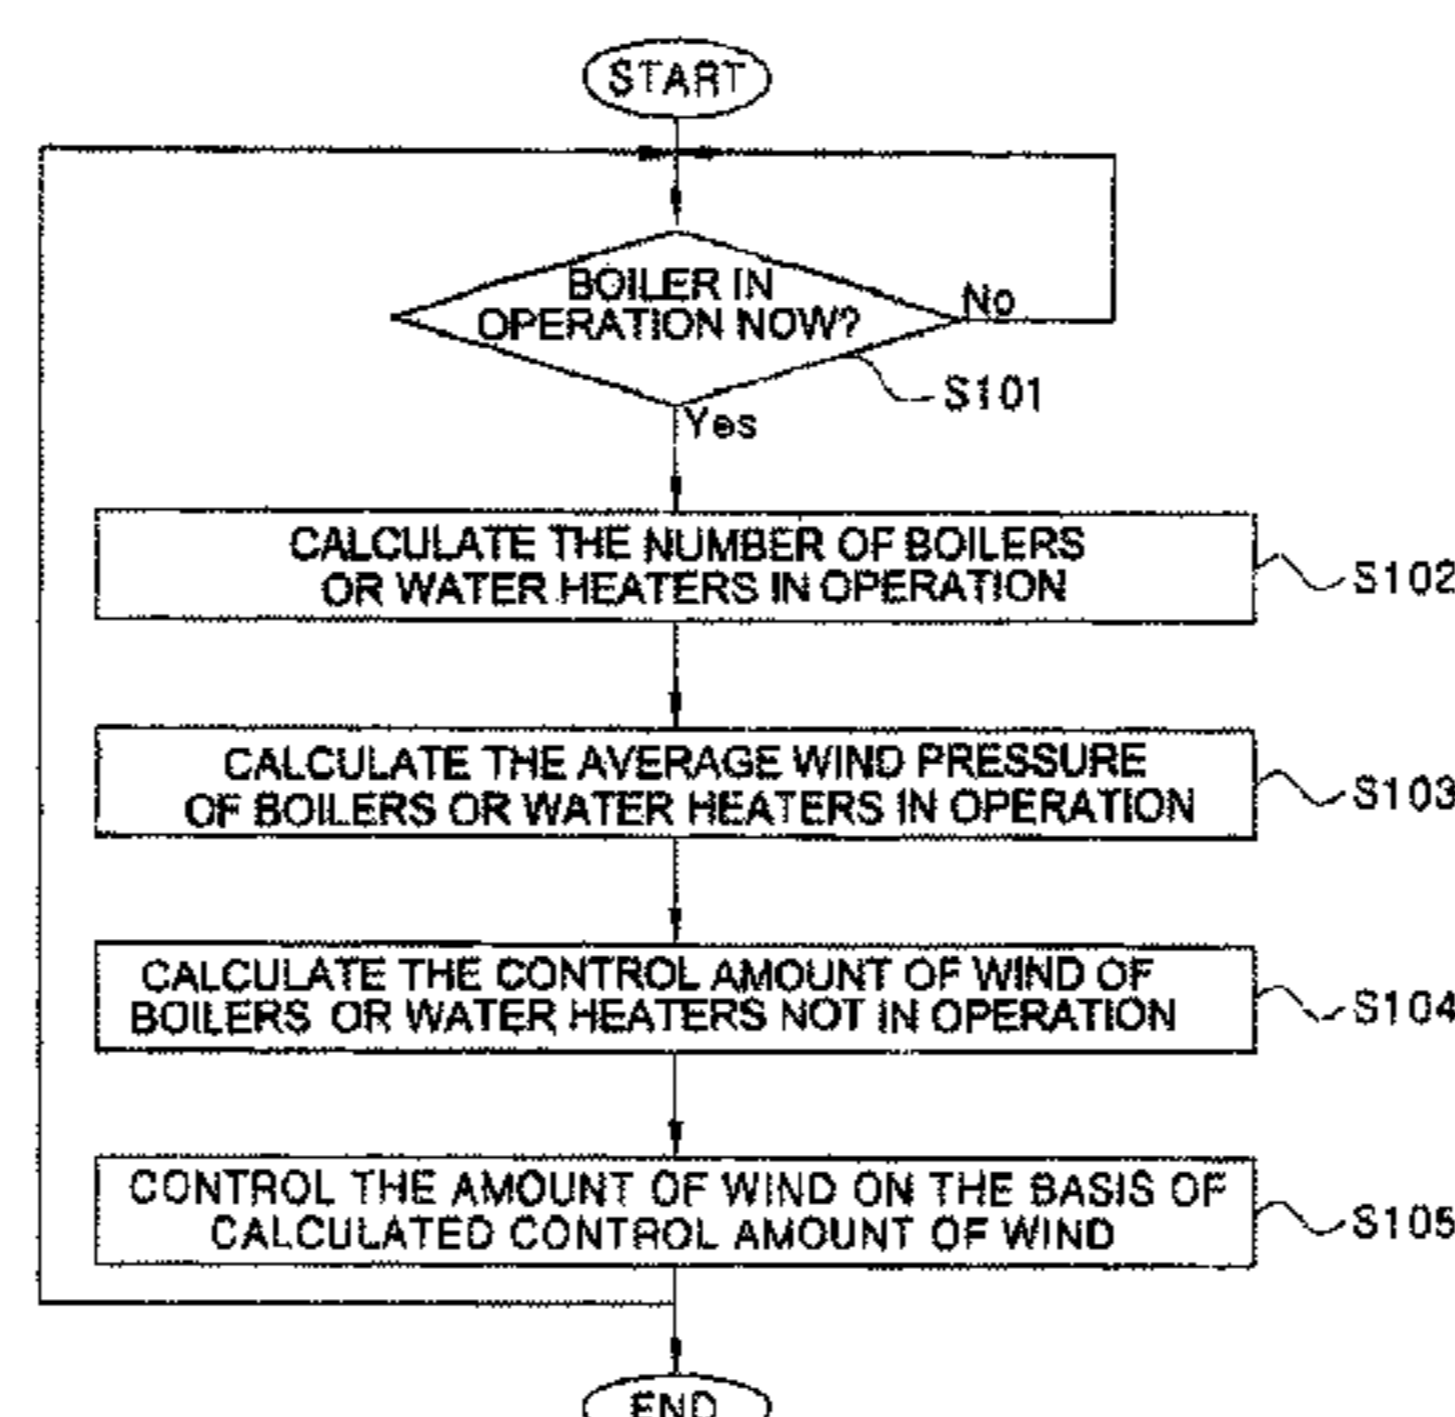 START
BOILER IN
OPERATION NOW?
No
S101
Yes
CALCULATE THE NUMBER OF BOILERS
OR WATER HEATERS IN OPERATION
S102
CALCULATE THE AVERAGE WIND PRESSURE
OF BOILERS OR WATER HEATERS IN OPERATION
S103
CALCULATE THE CONTROL AMOUNT OF WIND OF
BOILERS OR WATER HEATERS NOT IN OPERATION
S104
CONTROL THE AMOUNT OF WIND ON THE BASIS OF
CALCULATED CONTROL AMOUNT OF WIND
S105
END